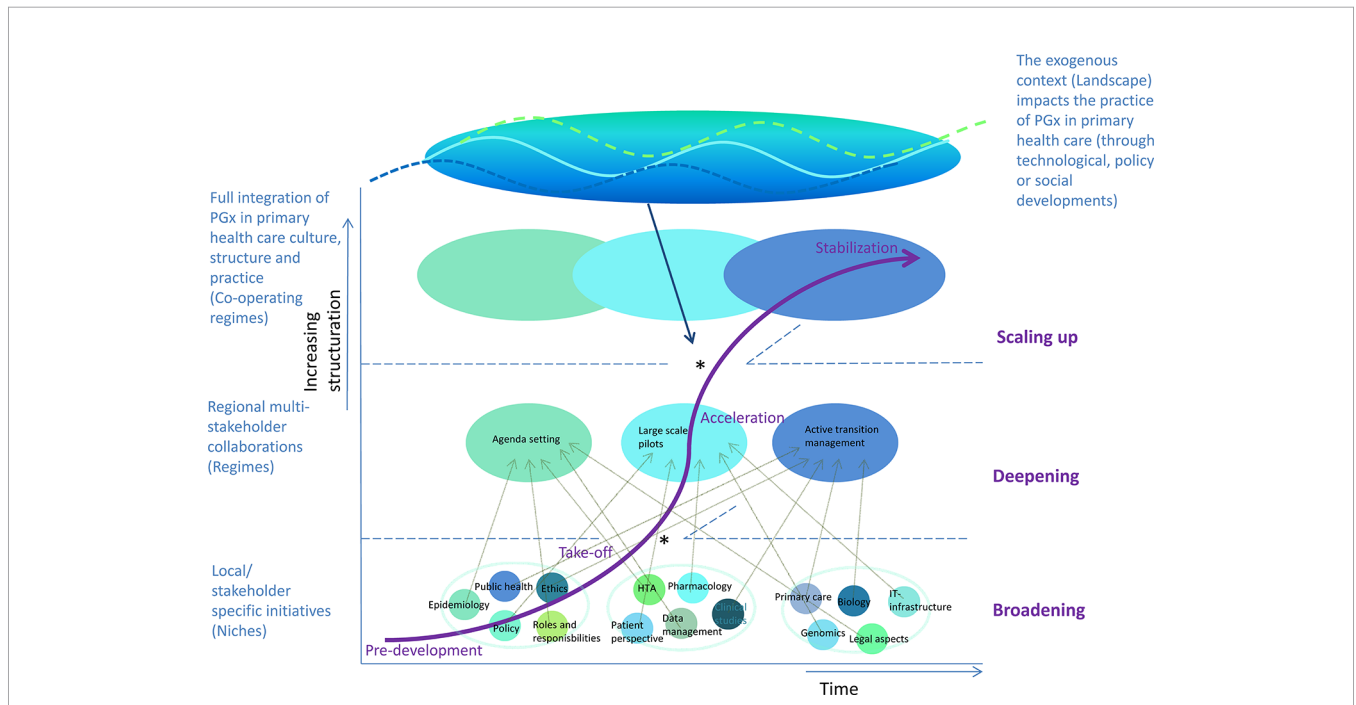 The exogenous
context (Landscape)
impacts the practice
of PGx in primary
health care (through
technological, policy
or social
developments)
Full integration of
PGx in primary
health care culture,
structure and
practice
(Co-operating
regimes)
Increasing
structuration
Stabilization
Scaling up
*
Regional multi-
stakeholder
collaborations
(Regimes)
Agenda setting
Large scale
pilots
Acceleration
Active transition
management
Deepening
*
Take-off
Local/
stakeholder
specific initiatives
(Niches)
Public health
Ethics
Epidemiology
Policy
Roles and
responisbilities
HTA
Pharmacology
Clinical
studies
Patient
perspective
Data
management
Primary care
Biology
IT-
infrastructure
Genomics
Legal aspects
Broadening
Pre-development
Time